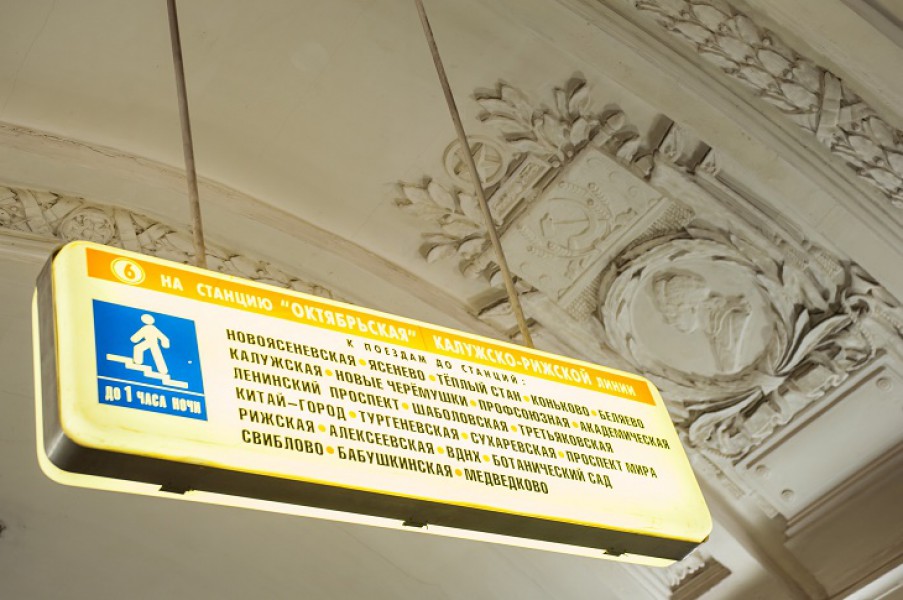 6 НА СТАНЦИЮ "ОКТЯБРЬСКАЯ" КАЛУЖСКО-РИЖСКОЙ ЛИНИИ
К ПОЕЗДАМ ДО СТАНЦИЙ:
НОВОЯСЕНЕВСКАЯ • ЯСЕНЕВО • ТЁПЛЫЙ СТАН • КОНЬКОВО • БЕЛЯЕВО
КАЛУЖСКАЯ • НОВЫЕ ЧЕРЁМУШКИ • ПРОФСОЮЗНАЯ • АКАДЕМИЧЕСКАЯ
ЛЕНИНСКИЙ ПРОСПЕКТ • ШАБОЛОВСКАЯ • ТРЕТЬЯКОВСКАЯ
КИТАЙ-ГОРОД • ТУРГЕНЕВСКАЯ • СУХАРЕВСКАЯ • ПРОСПЕКТ МИРА
РИЖСКАЯ • АЛЕКСЕЕВСКАЯ • ВДНХ • БОТАНИЧЕСКИЙ САД
СВИБЛОВО • БАБУШКИНСКАЯ • МЕДВЕДКОВО
ДО 1 ЧАСА НОЧИ